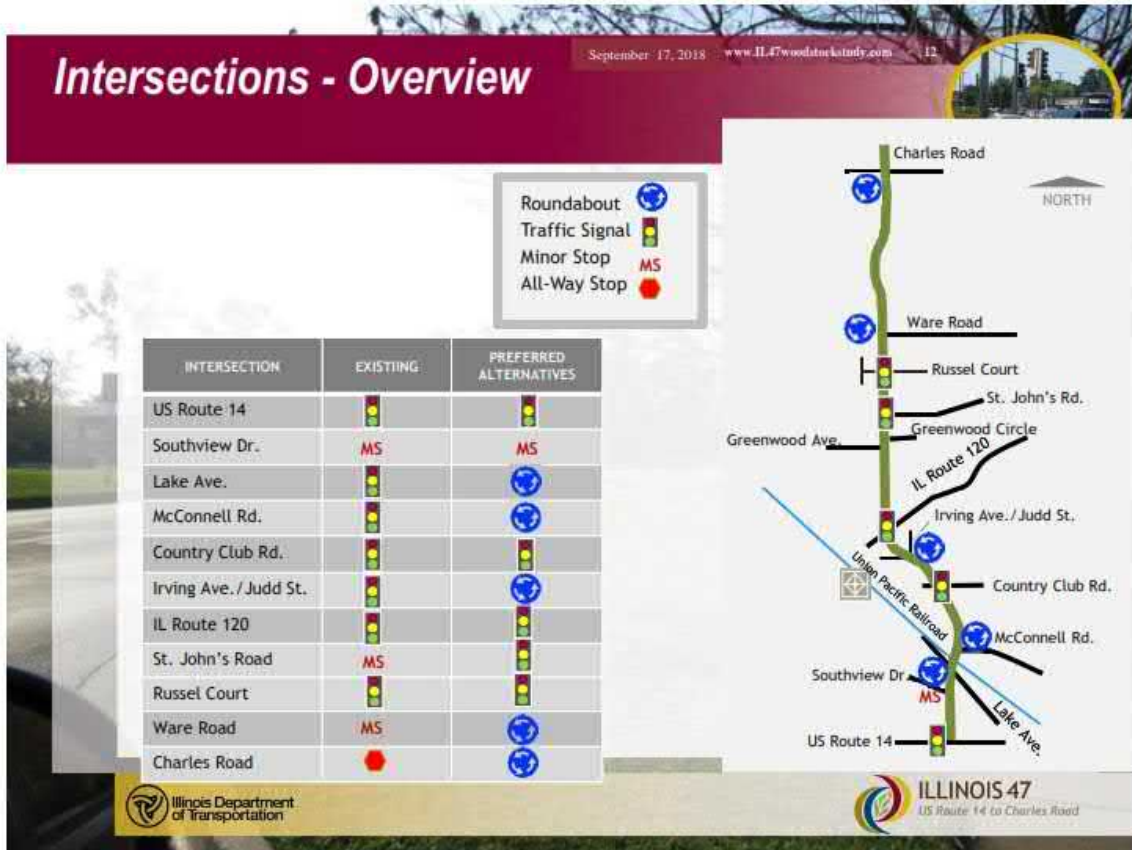 September 17, 2018 www.IL47woodstockstudy.com 12
Intersections - Overview
Roundabout
Traffic Signal
Minor Stop MS
All-Way Stop
INTERSECTION EXISTIING PREFERRED ALTERNATIVES
US Route 14
Southview Dr. MS MS
Lake Ave.
McConnell Rd.
Country Club Rd.
Irving Ave./Judd St.
IL Route 120
St. John's Road MS
Russel Court
Ware Road MS
Charles Road
Charles Road
NORTH
Ware Road
Russel Court
St. John's Rd.
Greenwood Circle
Greenwood Ave.
IL Route 120
Irving Ave./Judd St.
Union Pacific Railroad
Country Club Rd.
McConnell Rd.
Southview Dr.
MS
Lake Ave.
US Route 14
Illinois Department
of Transportation
ILLINOIS 47
US Route 14 to Charles Road